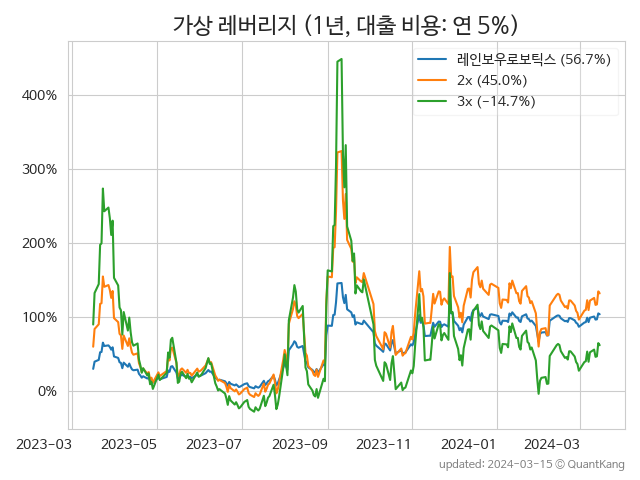 가상 레버리지 (1년, 대출 비용: 연 5%)
레인보우로보틱스 (56.7%)
2x (45.0%)
3x (−14.7%)
400%
300%
200%
100%
0%
2023-03 2023-05 2023-07 2023-09 2023-11 2024-01 2024-03
updated: 2024-03-15 © QuantKang